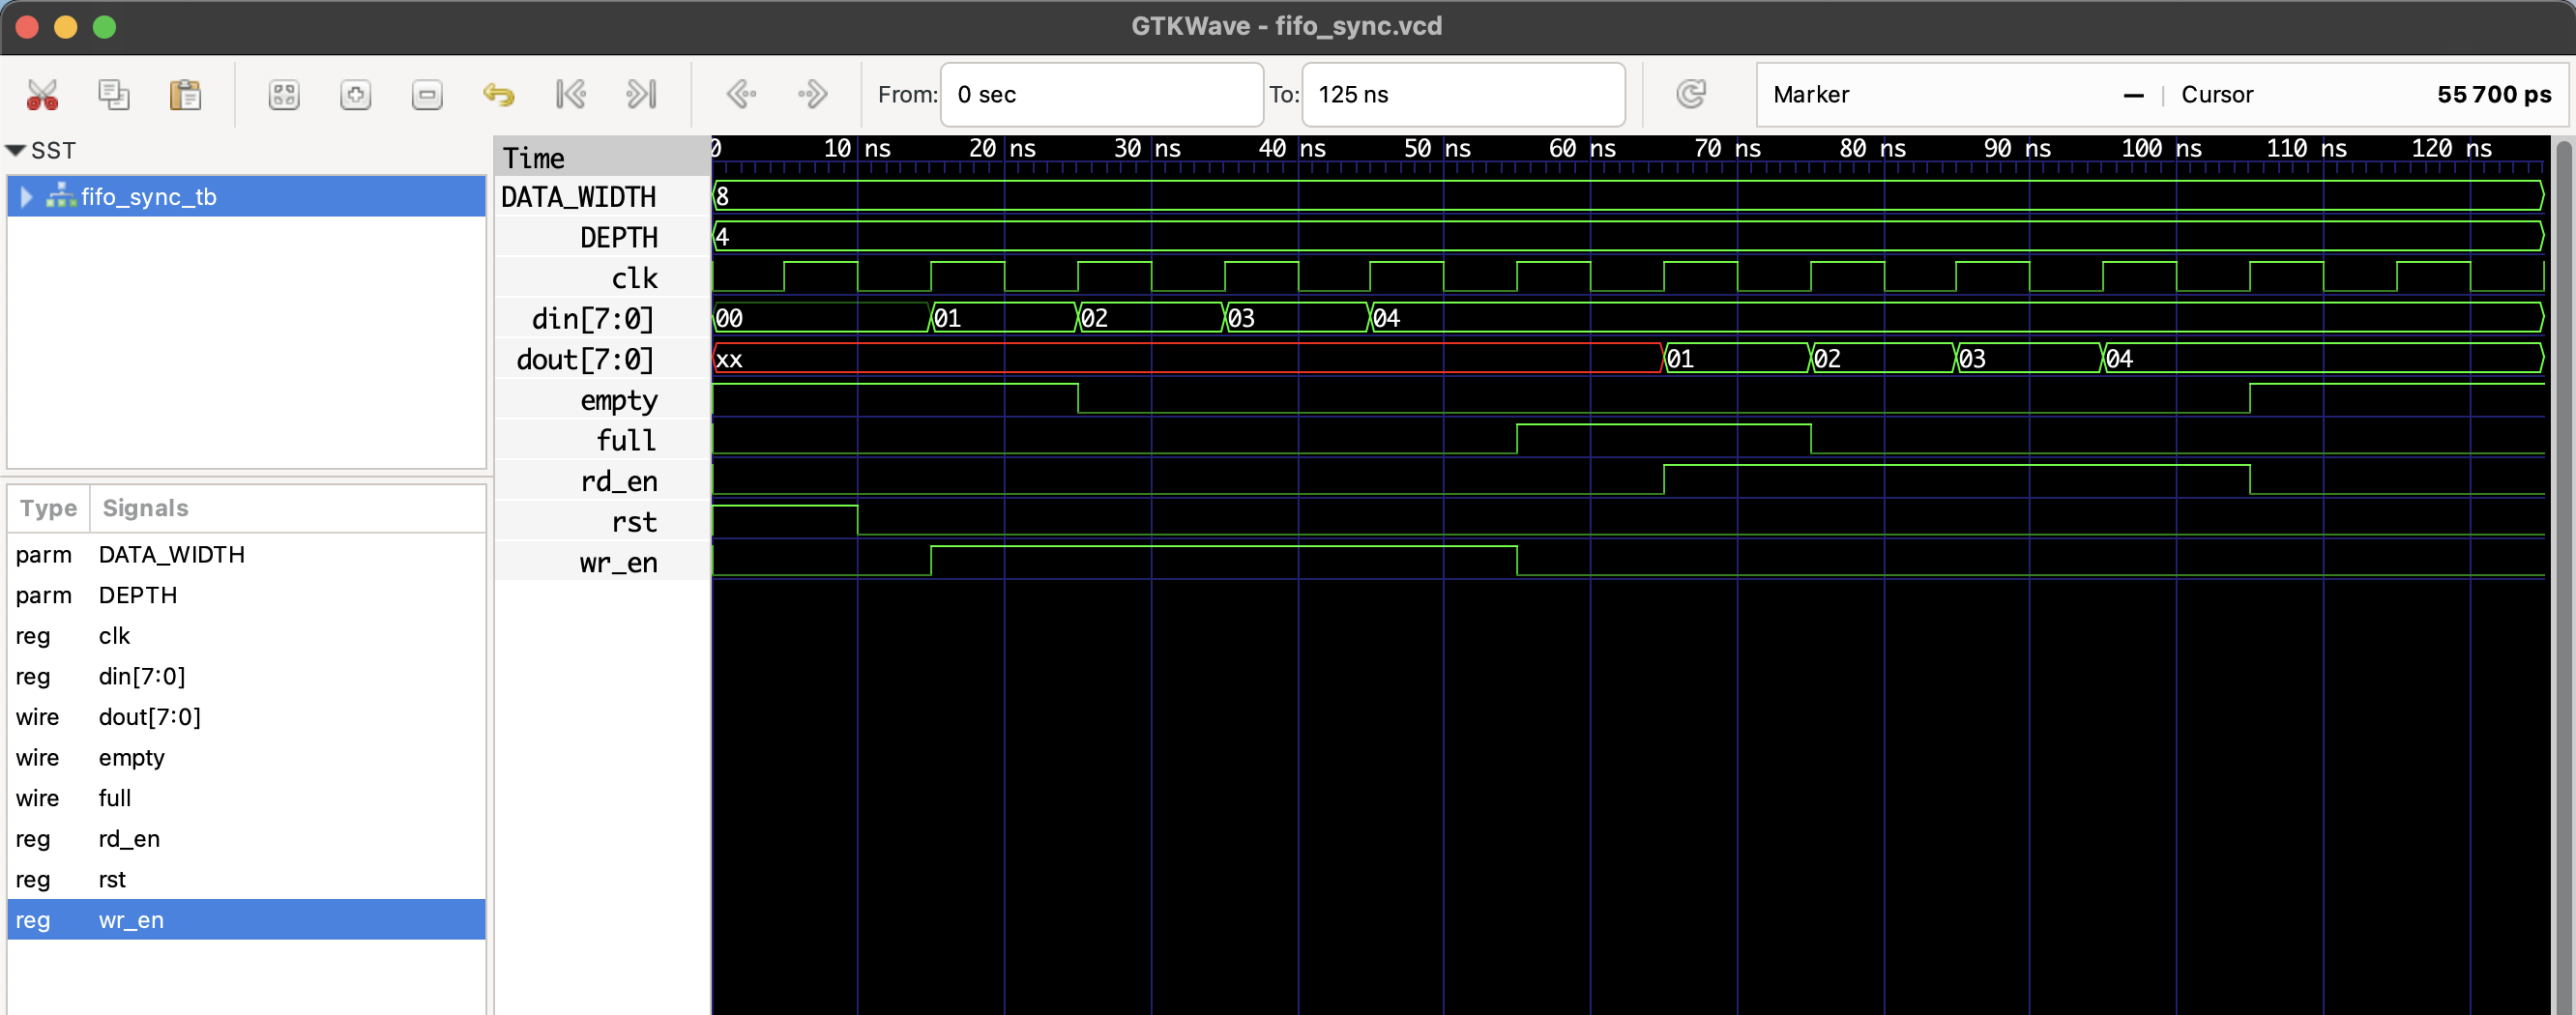 GTKWave - fifo_sync.vcd
From: 0 sec To: 125 ns Marker — | Cursor 55 700 ps
SST
fifo_sync_tb
Type Signals
parm DATA_WIDTH
parm DEPTH
reg clk
reg din[7:0]
wire dout[7:0]
wire empty
wire full
reg rd_en
reg rst
reg wr_en
Time 0 10 ns 20 ns 30 ns 40 ns 50 ns 60 ns 70 ns 80 ns 90 ns 100 ns 110 ns 120 ns
DATA_WIDTH 8
DEPTH 4
clk
din[7:0] 00 01 02 03 04
dout[7:0] xx 01 02 03 04
empty
full
rd_en
rst
wr_en